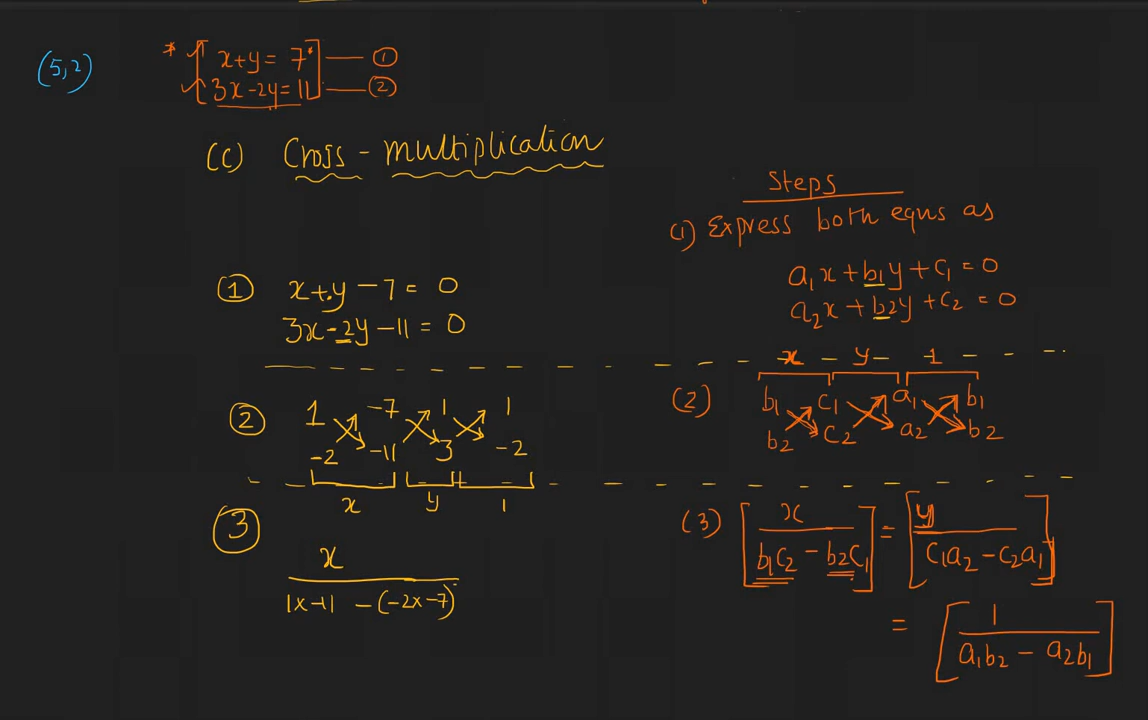 (5,2)
* x+y = 7* ①
3x-2y = 11 ②
(C) Cross - multiplication
Steps
(1) Express both equns as
a₁x + b₁y + c₁ = 0
a₂x + b₂y + c₂ = 0
① x+y - 7 = 0
3x-2y-11 = 0
x y 1
(2) b₁ c₁ a₁ b₁
b₂ c₂ a₂ b₂
② 1 -7 1 1
-2 -11 3 -2
x y 1
③
x
1x-11 - (-2x-7)
(3) x = y
b₁c₂ - b₂c₁ c₁a₂ - c₂a₁
= 1
a₁b₂ - a₂b₁